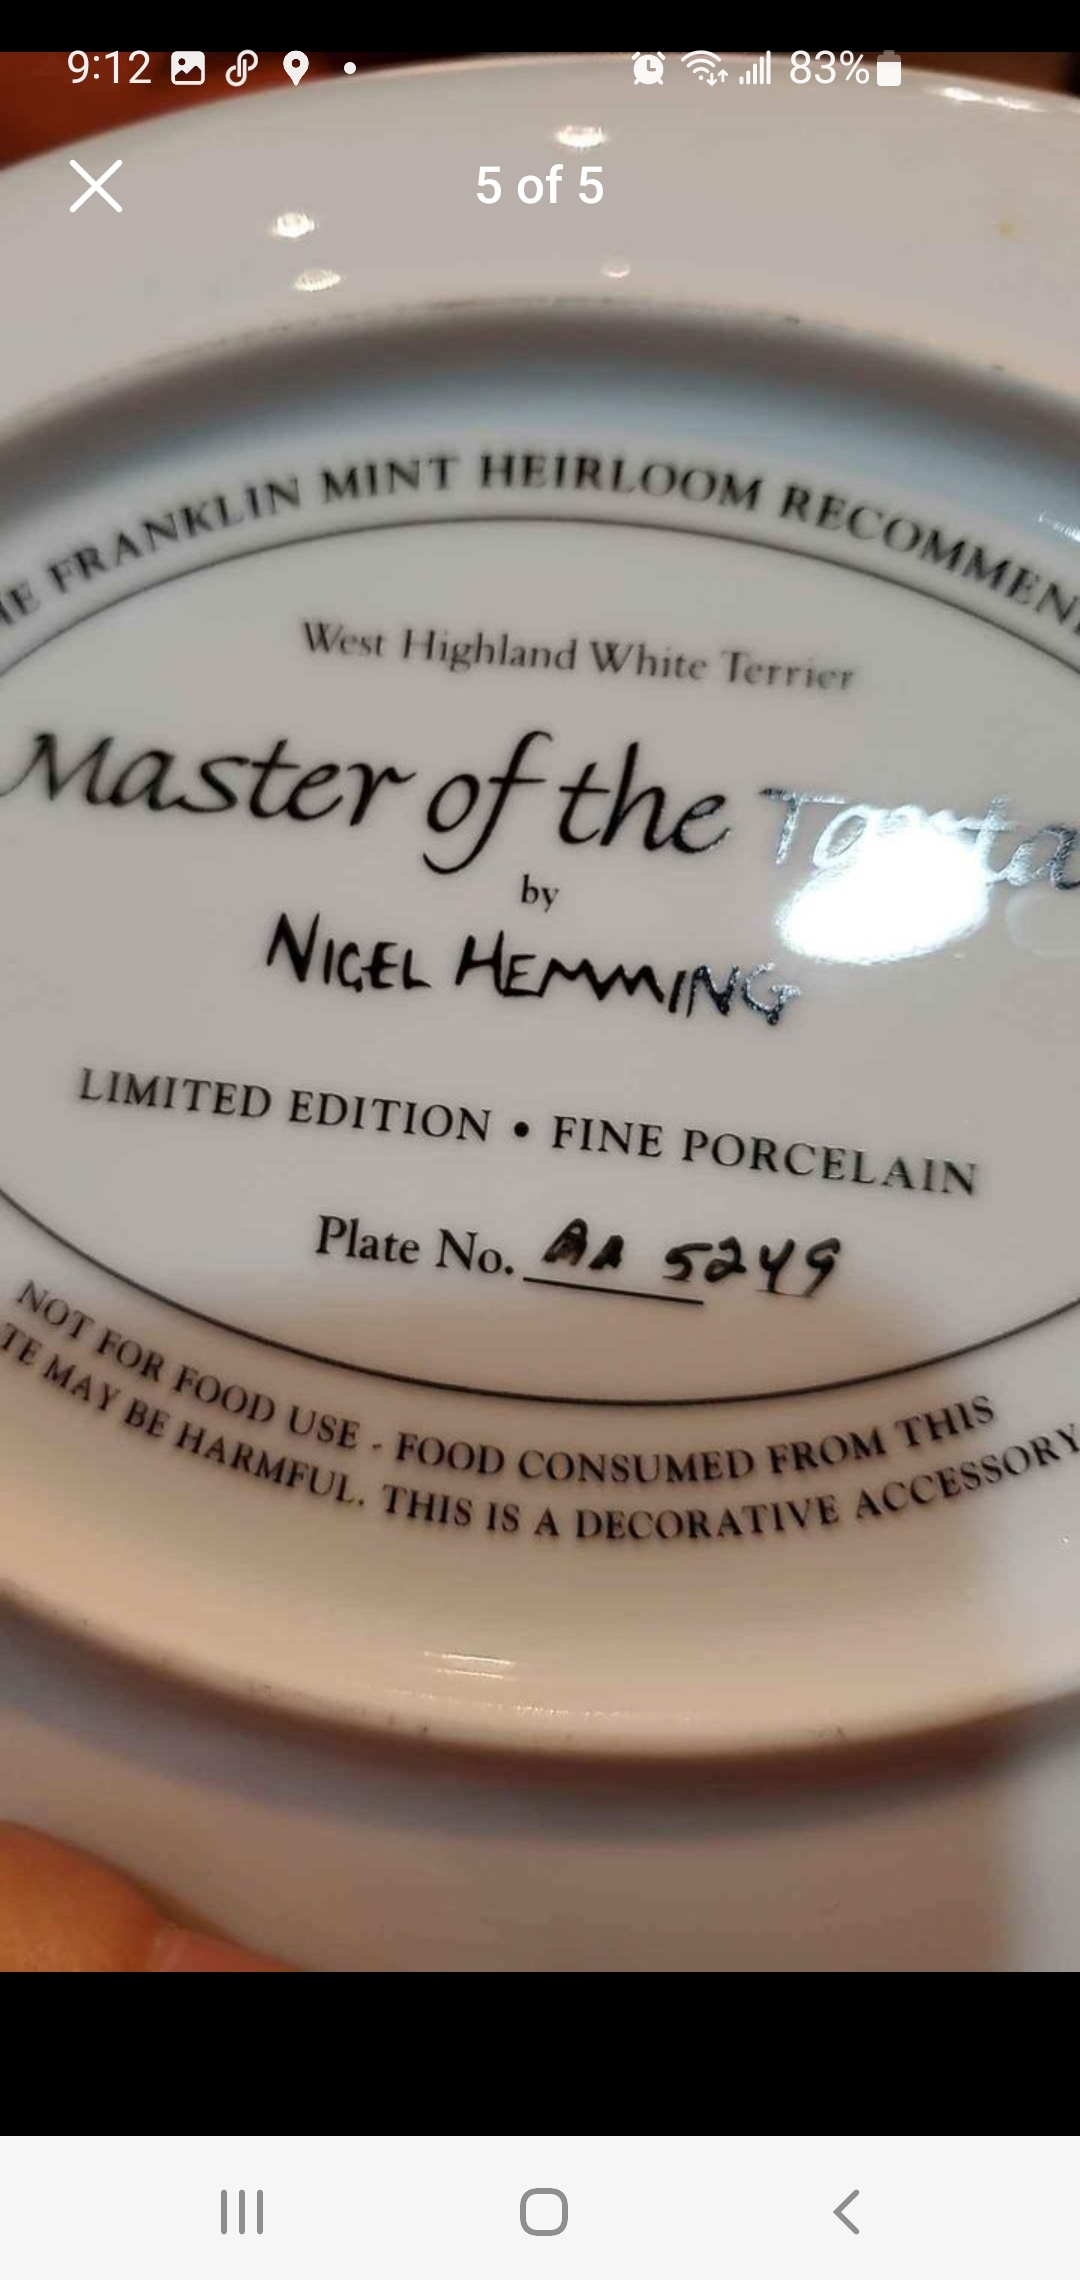 9:12 83%
5 of 5
FRANKLIN MINT HEIRLOOM
West Highland White Terrier
Master of the
by
NIGEL HEMMING
LIMITED EDITION • FINE PORCELAIN
Plate No. AA 5249
NOT FOR FOOD USE - FOOD CONSUMED FROM THIS
MAY BE HARMFUL. THIS IS A DECORATIVE ACCESSORY